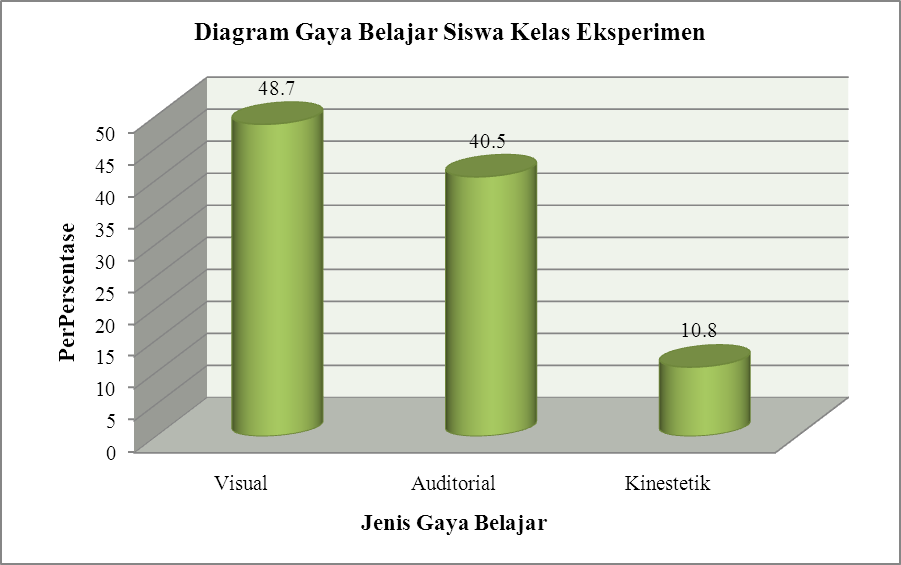 Diagram Gaya Belajar Siswa Kelas Eksperimen
PerPersentase
50
45
40
35
30
25
20
15
10
5
0
48.7
40.5
10.8
Visual
Auditorial
Kinestetik
Jenis Gaya Belajar